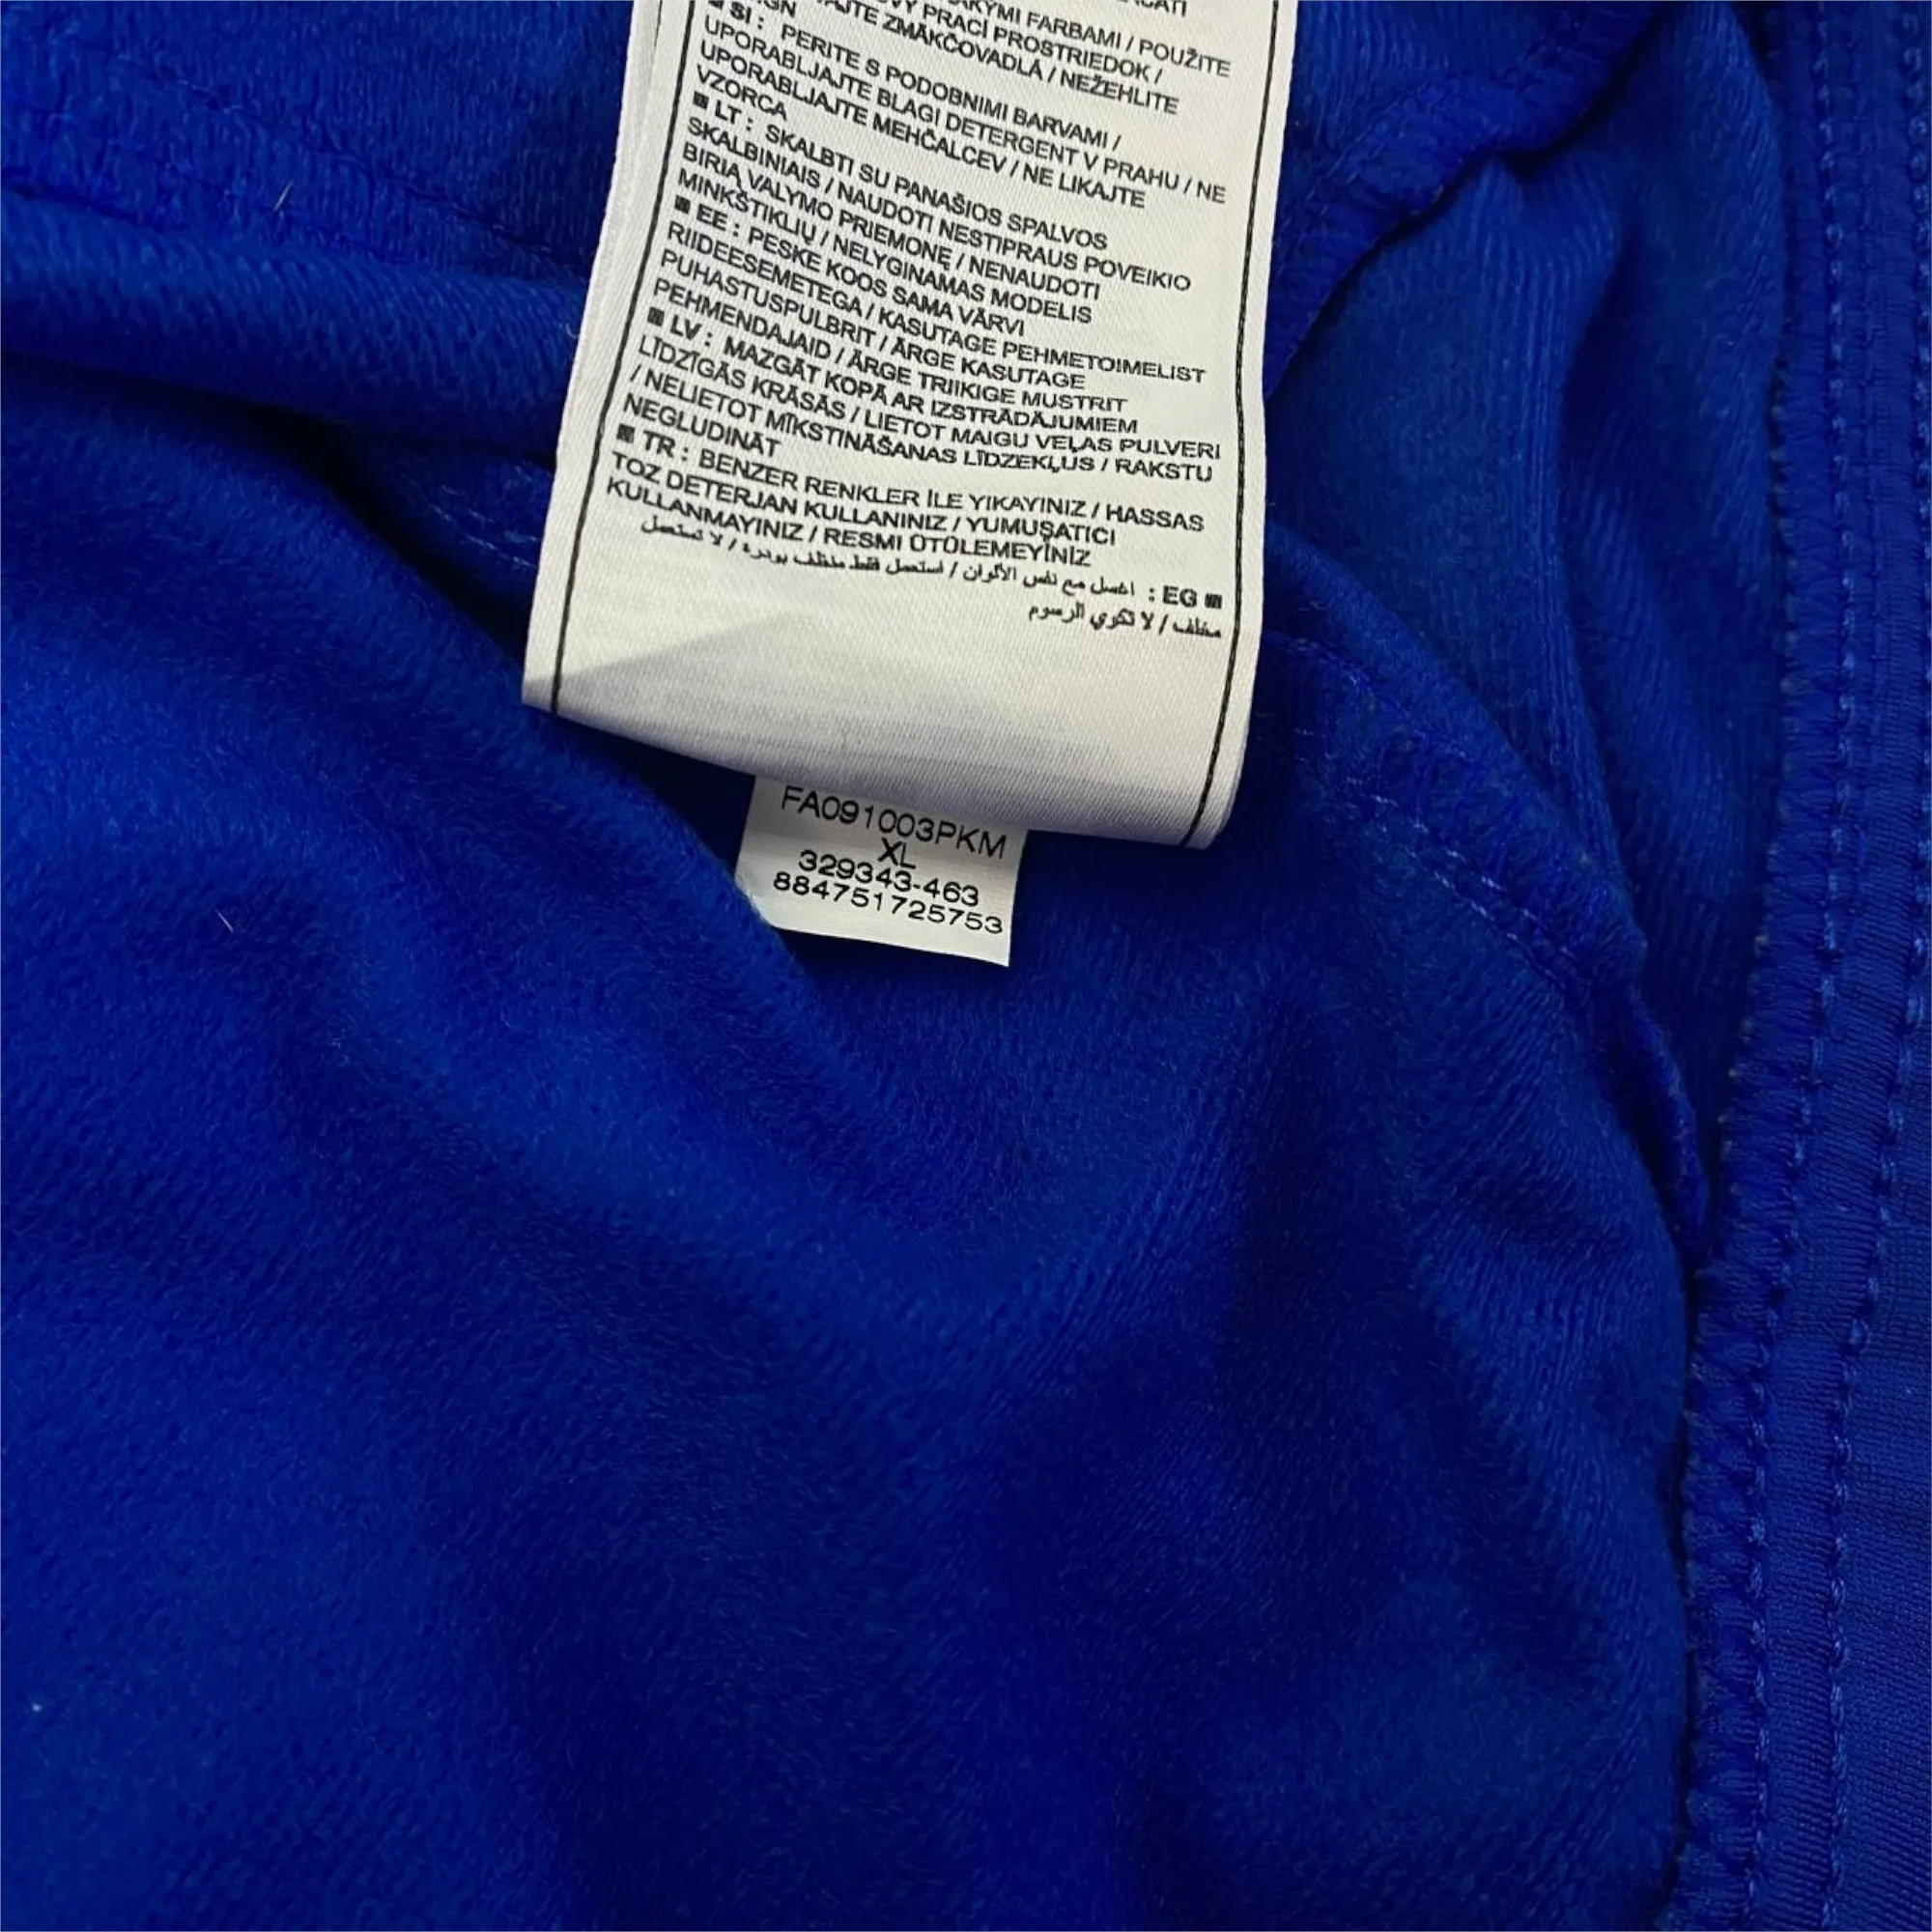 FARBAMI / POUŽITE
PRACÍ PROSTRIEDOK /
ZMÄKČOVADLÁ / NEŽEHLITE
■ SI : PERITE S PODOBNIMI BARVAMI /
UPORABLJAJTE BLAGI DETERGENT V PRAHU / NE
UPORABLJAJTE MEHČALCEV / NE LIKAJTE
VZORCA
■ LT : SKALBTI SU PANAŠIOS SPALVOS
SKALBINIAIS / NAUDOTI NESTIPRAUS POVEIKIO
BIRIĄ VALYMO PRIEMONĘ / NENAUDOTI
MINKŠTIKLIŲ / NELYGINAMAS MODELIS
■ EE : PESKE KOOS SAMA VÄRVI
RIIDEESEMETEGA / KASUTAGE PEHMETOIMELIST
PUHASTUSPULBRIT / ÄRGE KASUTAGE
PEHMENDAJAID / ÄRGE TRIIKIGE MUSTRIT
■ LV : MAZGĀT KOPĀ AR IZSTRĀDĀJUMIEM
LĪDZĪGĀS KRĀSĀS / LIETOT MAIGU VEĻAS PULVERI
/ NELIETOT MĪKSTINĀŠANAS LĪDZEKĻUS / RAKSTU
NEGLUDINĀT
■ TR : BENZER RENKLER İLE YIKAYINIZ / HASSAS
TOZ DETERJAN KULLANINIZ / YUMUŞATICI
KULLANMAYINIZ / RESMI ÜTÜLEMEYİNİZ
■ EG : اغسل مع نفس الألوان / استعمل فقط منظف بودرة / لا تستعمل
مخفف / لا تكوي الرسوم
FA091003PKM
XL
329343-463
884751725753